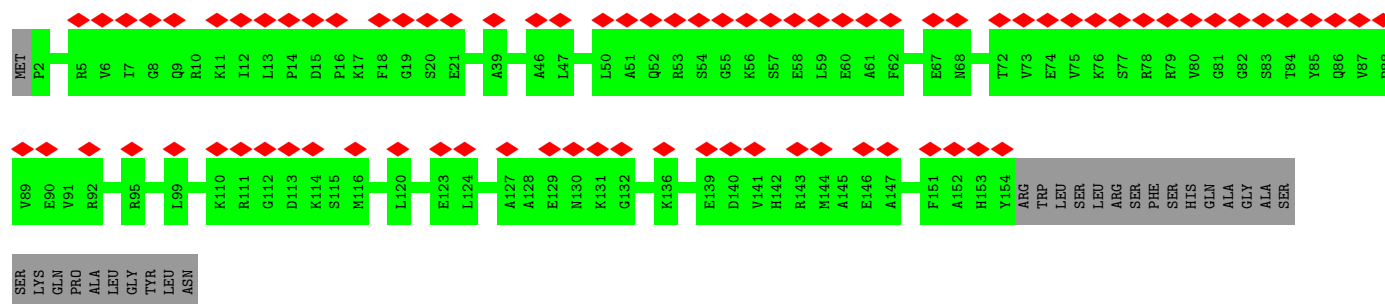 MET P2 R5 V6 I7 G8 Q9 R10 K11 I12 L13 P14 D15 P16 K17 F18 G19 S20 E21 A39 A46 L47 L50 A51 Q52 R53 S54 G55 K56 S57 E58 L59 E60 A61 F62 E67 N68 T72 V73 E74 V75 K76 S77 R78 R79 V80 G81 G82 S83 T84 Y85 Q86 V87
V89 E90 V91 R92 R95 L99 K110 R111 G112 D113 K114 S115 M116 L120 E123 L124 A127 A128 E129 N130 K131 G132 K136 E139 D140 V141 H142 R143 M144 A145 E146 A147 F151 A152 H153 Y154 ARG TRP LEU SER LEU ARG SER PHE SER HIS GLN ALA GLY ALA SER
SER LYS GLN PRO ALA LEU GLY TYR LEU ASN